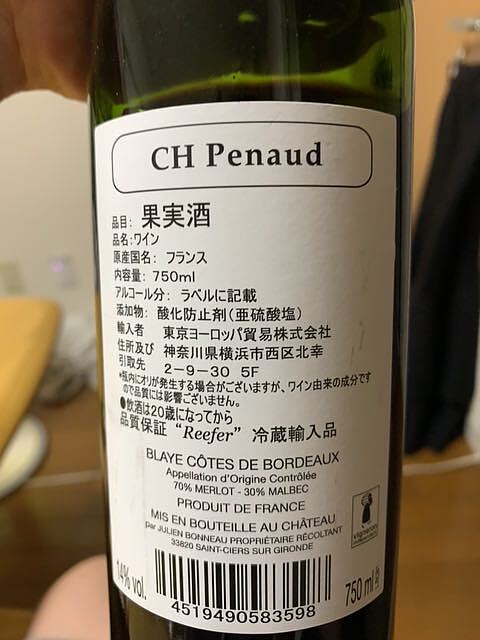 CH Penaud
品目: 果実酒
品名:ワイン
原産国名: フランス
内容量: 750ml
アルコール分: ラベルに記載
添加物: 酸化防止剤(亜硫酸塩)
輸入者 東京ヨーロッパ貿易株式会社
住所及び 神奈川県横浜市西区北幸
引取先 2-9-30 5F
*瓶内にオリが発生する場合がございますが、ワイン由来の成分です
ので品質には影響ございません。
●飲酒は20歳になってから
品質保証 "Reefer" 冷蔵輸入品
BLAYE CÔTES DE BORDEAUX
Appellation d'Origine Contrôlée
70% MERLOT - 30% MALBEC
PRODUIT DE FRANCE
MIS EN BOUTEILLE AU CHÂTEAU
par JULIEN BONNEAU PROPRIÉTAIRE RÉCOLTANT
33820 SAINT-CIERS SUR GIRONDE
14% vol.
4519490583598
750 ml